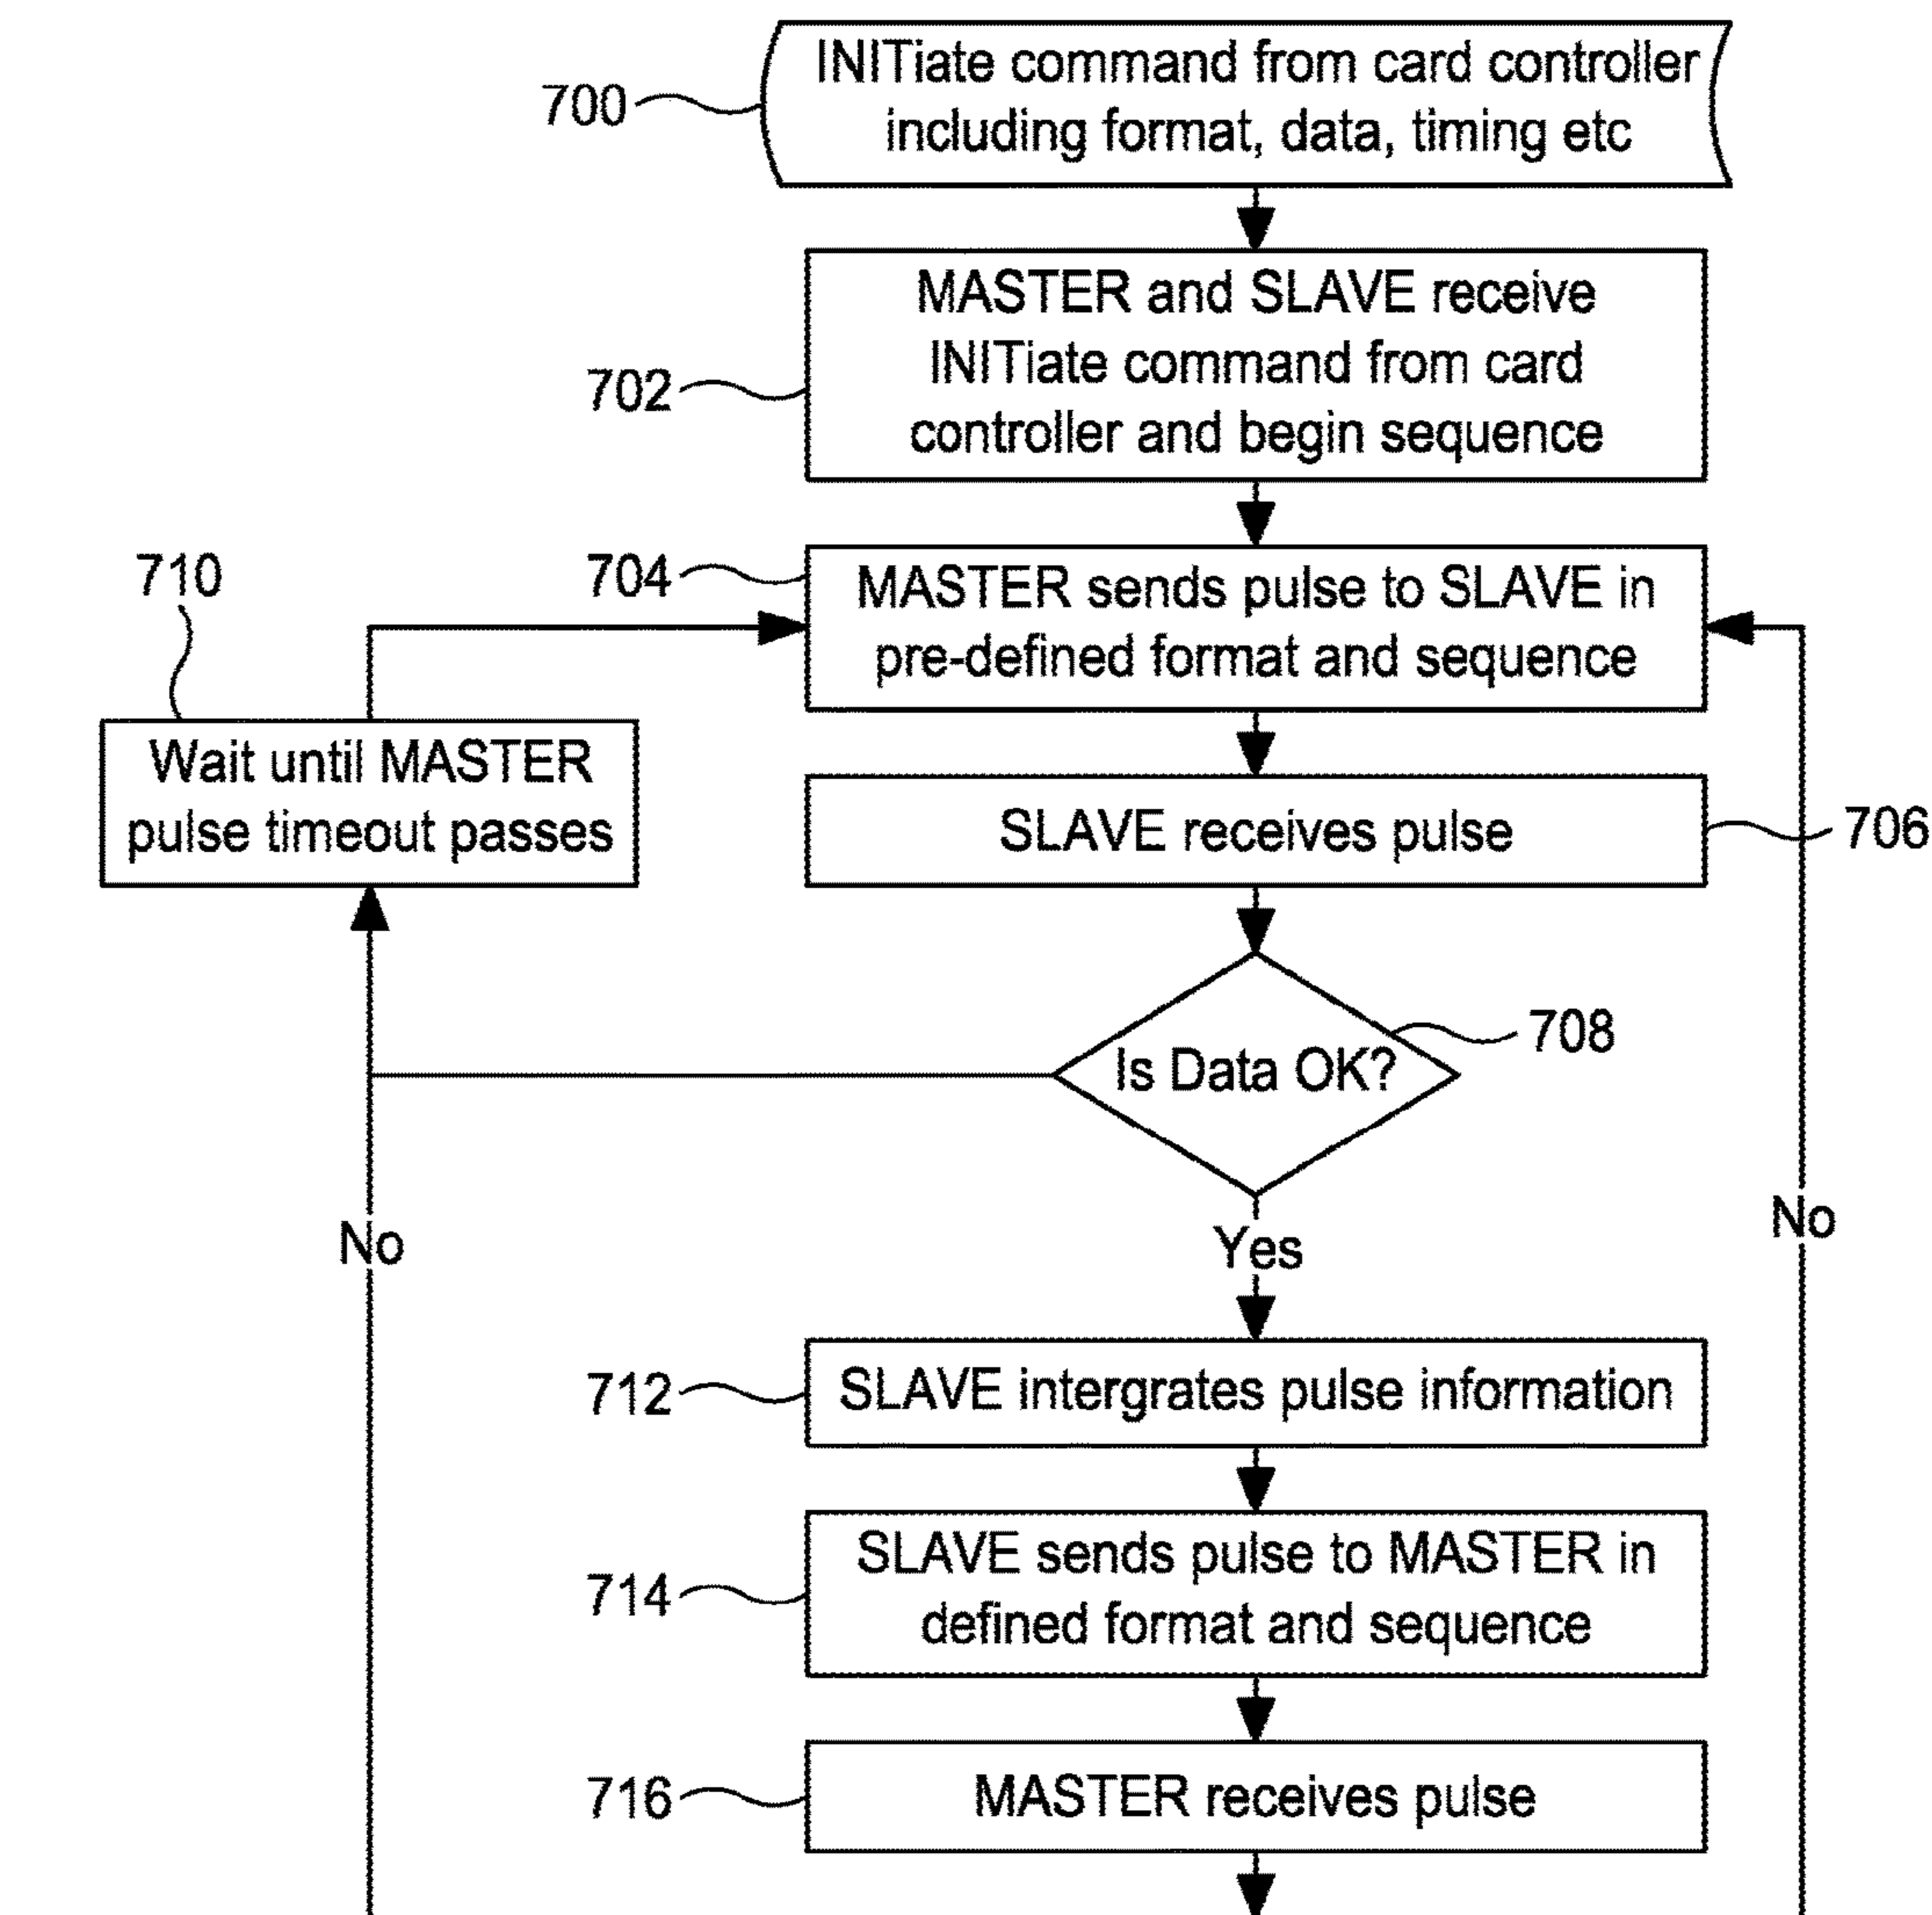 700
INITiate command from card controller
including format, data, timing etc
702
MASTER and SLAVE receive
INITiate command from card
controller and begin sequence
710
704
MASTER sends pulse to SLAVE in
pre-defined format and sequence
Wait until MASTER
pulse timeout passes
SLAVE receives pulse
706
708
Is Data OK?
No
Yes
No
712
SLAVE intergrates pulse information
714
SLAVE sends pulse to MASTER in
defined format and sequence
716
MASTER receives pulse